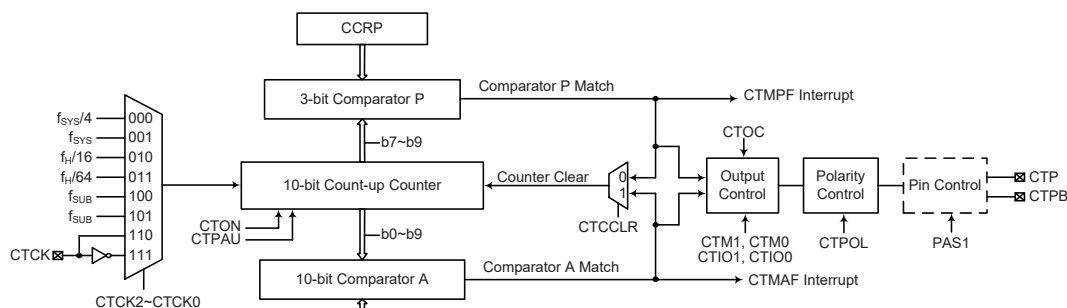 CCRP
3-bit Comparator P
Comparator P Match
CTMPF Interrupt
b7~b9
fSYS/4
000
fSYS
001
fH/16
010
fH/64
011
fSUB
100
fSUB
101
110
CTCK
111
CTCK2~CTCK0
10-bit Count-up Counter
CTON
CTPAU
Counter Clear
0
1
CTCCLR
CTOC
Output
Control
CTM1, CTM0
CTIO1, CTIO0
Polarity
Control
CTPOL
Pin Control
PAS1
CTP
CTPB
b0~b9
10-bit Comparator A
Comparator A Match
CTMAF Interrupt